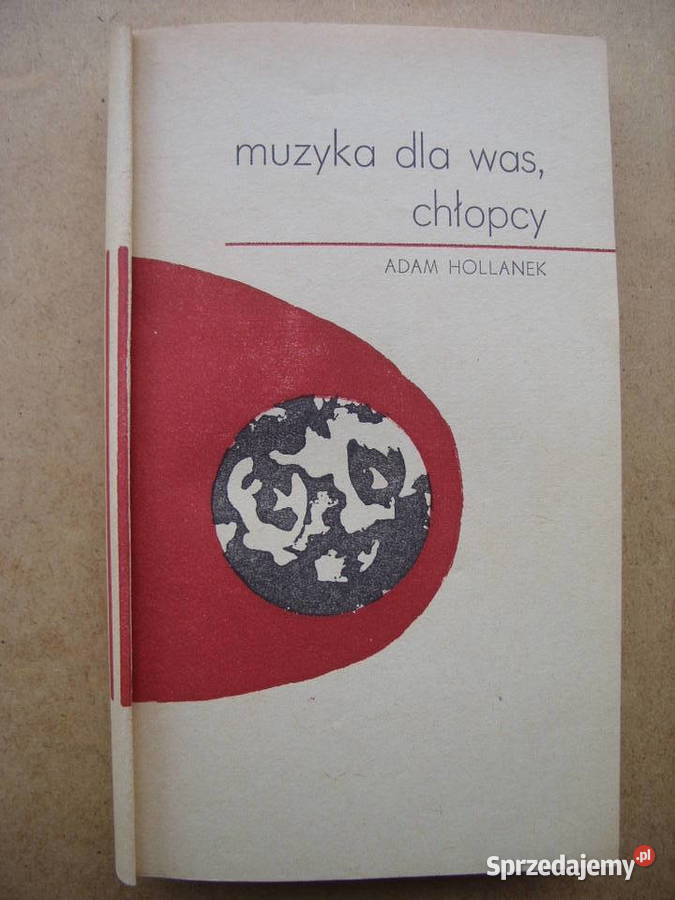 muzyka dla was,
chłopcy
ADAM HOLLANEK
Sprzedajemy.pl